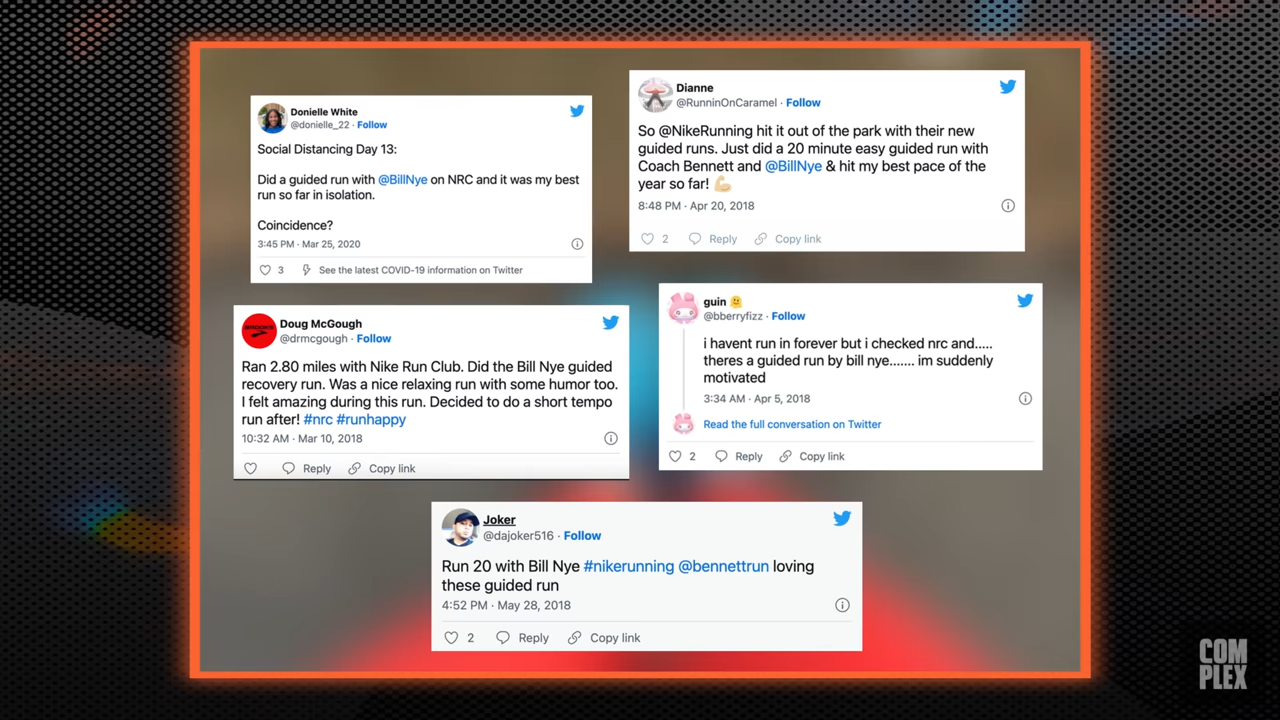 Donielle White
@donielle_22 · Follow
Social Distancing Day 13:
Did a guided run with @BillNye on NRC and it was my best
run so far in isolation.
Coincidence?
3:45 PM · Mar 25, 2020
3 See the latest COVID-19 information on Twitter
Dianne
@RunninOnCaramel · Follow
So @NikeRunning hit it out of the park with their new
guided runs. Just did a 20 minute easy guided run with
Coach Bennett and @BillNye & hit my best pace of the
year so far! 💪🏼
8:48 PM · Apr 20, 2018
2 Reply Copy link
Doug McGough
@drmcgough · Follow
Ran 2.80 miles with Nike Run Club. Did the Bill Nye guided
recovery run. Was a nice relaxing run with some humor too.
I felt amazing during this run. Decided to do a short tempo
run after! #nrc #runhappy
10:32 AM · Mar 10, 2018
Reply Copy link
guin 🫠
@bberryfizz · Follow
i havent run in forever but i checked nrc and.....
theres a guided run by bill nye....... im suddenly
motivated
3:34 AM · Apr 5, 2018
Read the full conversation on Twitter
2 Reply Copy link
Joker
@dajoker516 · Follow
Run 20 with Bill Nye #nikerunning @bennettrun loving
these guided run
4:52 PM · May 28, 2018
2 Reply Copy link
COM
PLEX